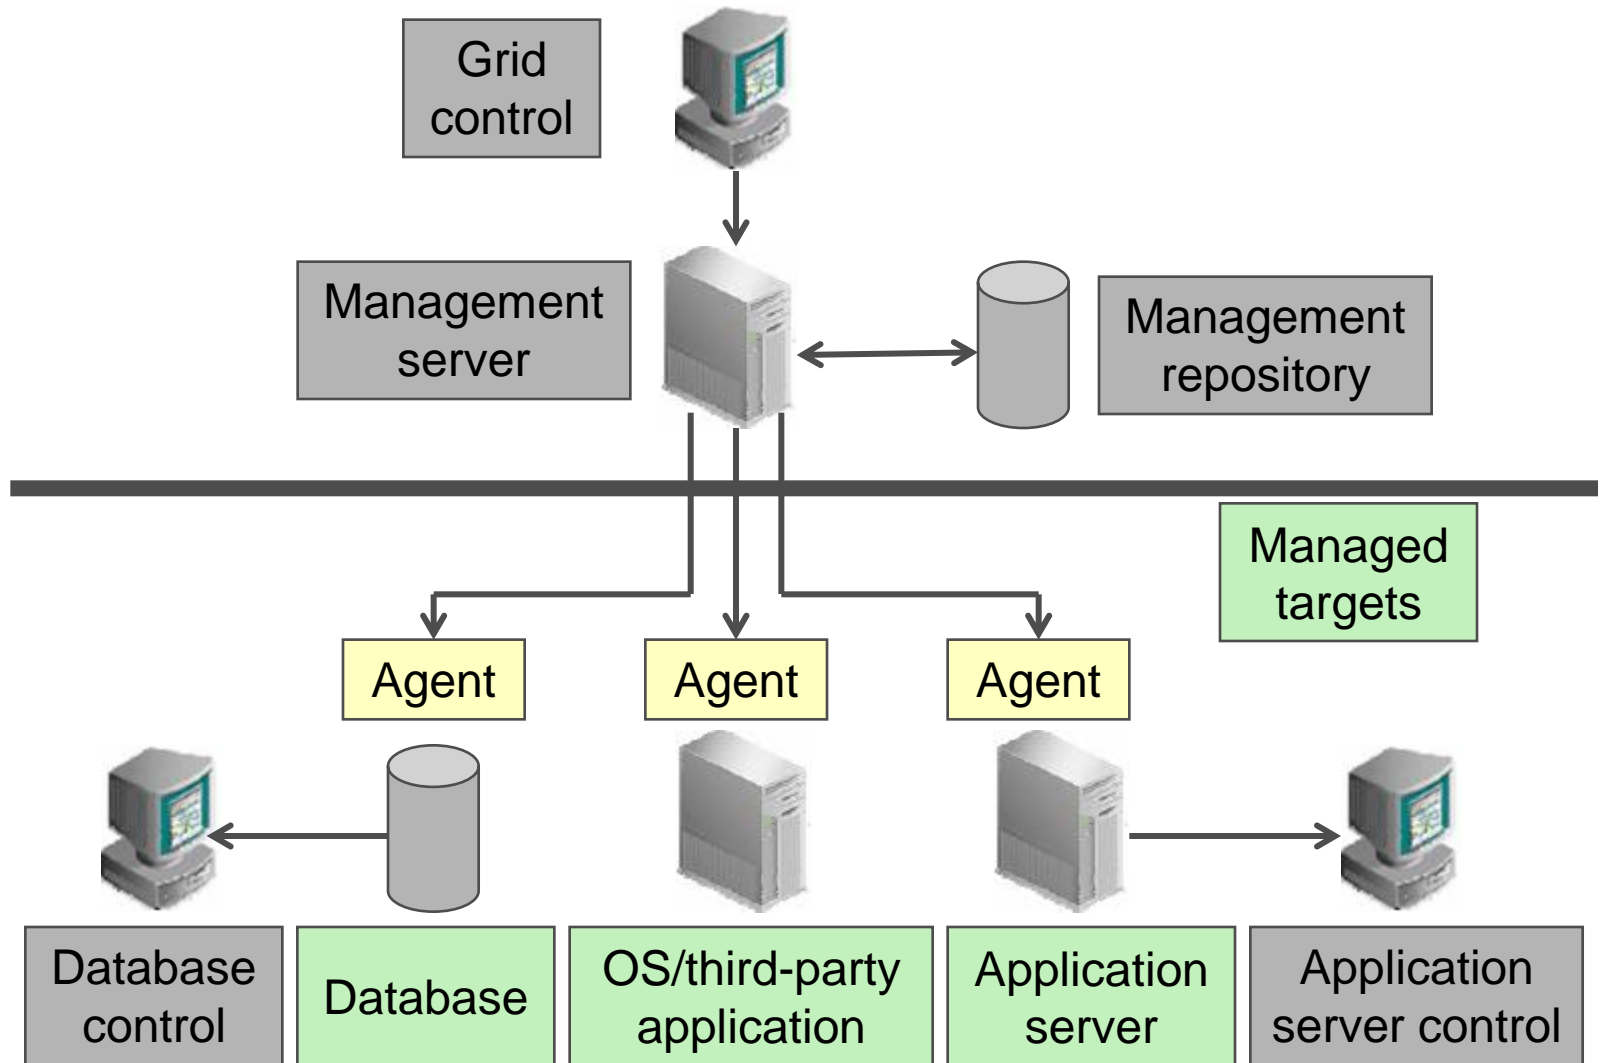 Grid
control
Management
server
Management
repository
Managed
targets
Agent
Agent
Agent
Database
control
Database
OS/third-party
application
Application
server
Application
server control